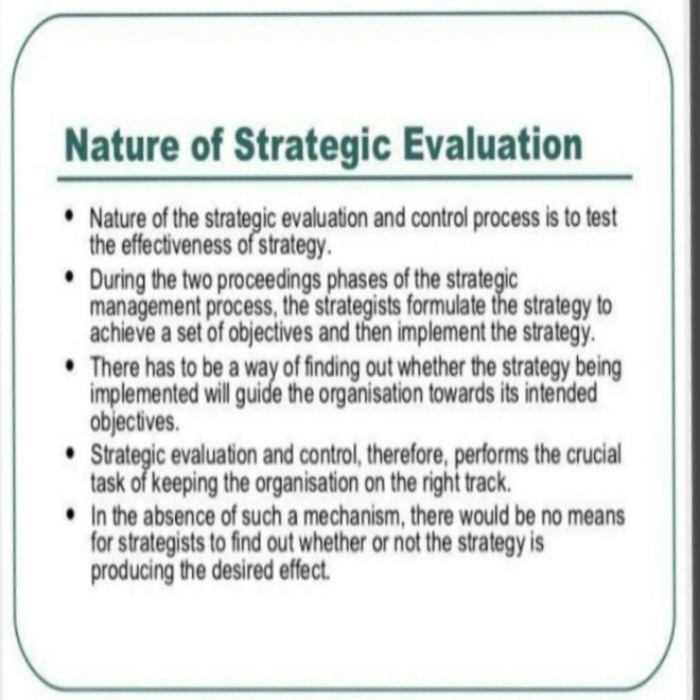 Nature of Strategic Evaluation
• Nature of the strategic evaluation and control process is to test
the effectiveness of strategy.
• During the two proceedings phases of the strategic
management process, the strategists formulate the strategy to
achieve a set of objectives and then implement the strategy.
• There has to be a way of finding out whether the strategy being
implemented will guide the organisation towards its intended
objectives.
• Strategic evaluation and control, therefore, performs the crucial
task of keeping the organisation on the right track.
• In the absence of such a mechanism, there would be no means
for strategists to find out whether or not the strategy is
producing the desired effect.